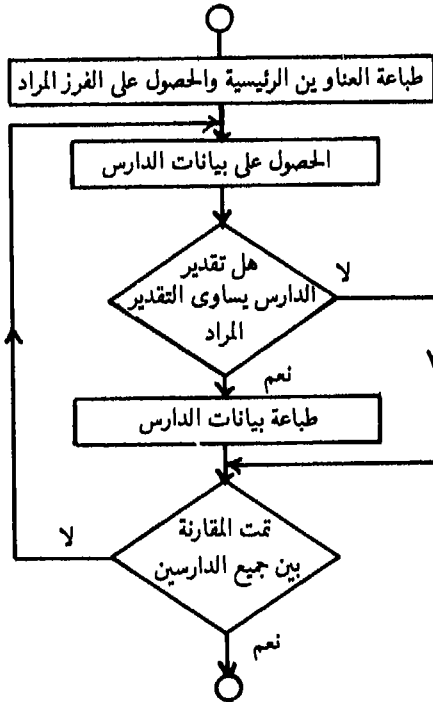 طباعة العناوين الرئيسية والحصول على الفرز المراد
الحصول على بيانات الدارس
هل تقدير
الدارس يساوى التقدير
المراد
لا
نعم
طباعة بيانات الدارس
تمت المقارنة
بين جميع الدارسين
لا
نعم